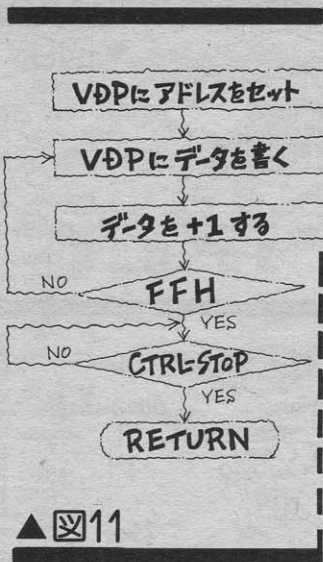 VDPにアドレスをセット
VDPにデータを書く
データを+1する
FFH
NO
YES
CTRL-STOP
NO
YES
RETURN
▲図11